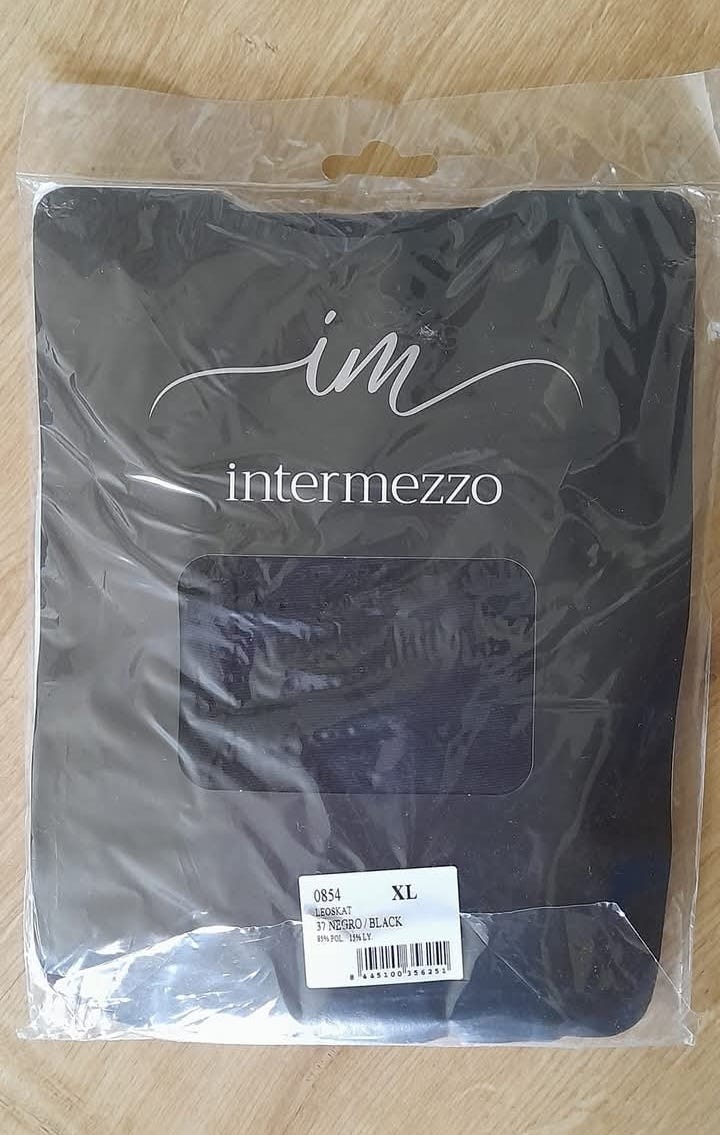 im
intermezzo
0854 XL
LEOSKAT
37 NEGRO / BLACK
85% POL. 15% LY.
8 445100 356251